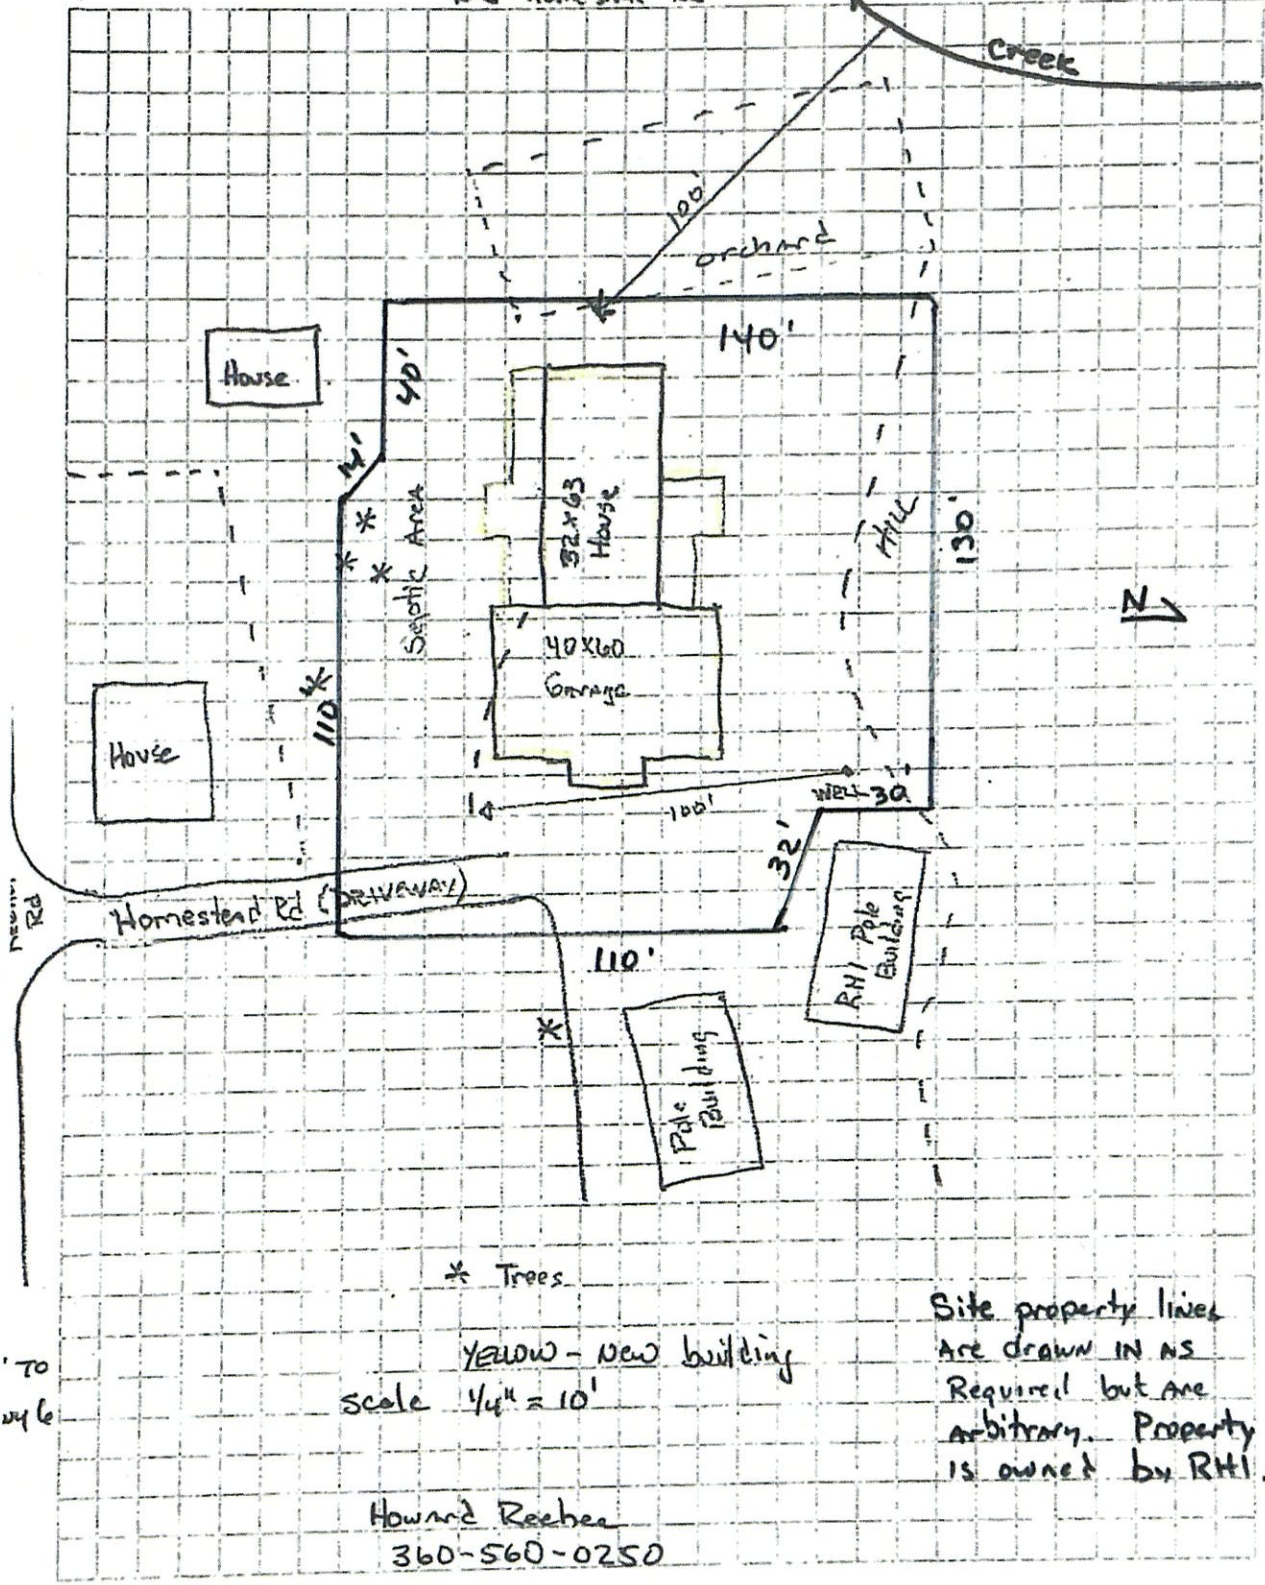 Creek
100'
orchard
140'
House
40'
14'
Septic Area
32x63
House
HILL
130'
N
40x60
Garage
110'
House
WELL 30
100'
32'
Homestead Rd (DRIVEWAY)
Rd
110'
RHI Pole
Building
Pole
Building
* Trees
YELLOW - New building
scale 1/4" = 10'
Site property lines
Are drawn IN AS
Required but Are
arbitrary. Property
is owned by RHI.
' TO
Howard Reebee
360-560-0250